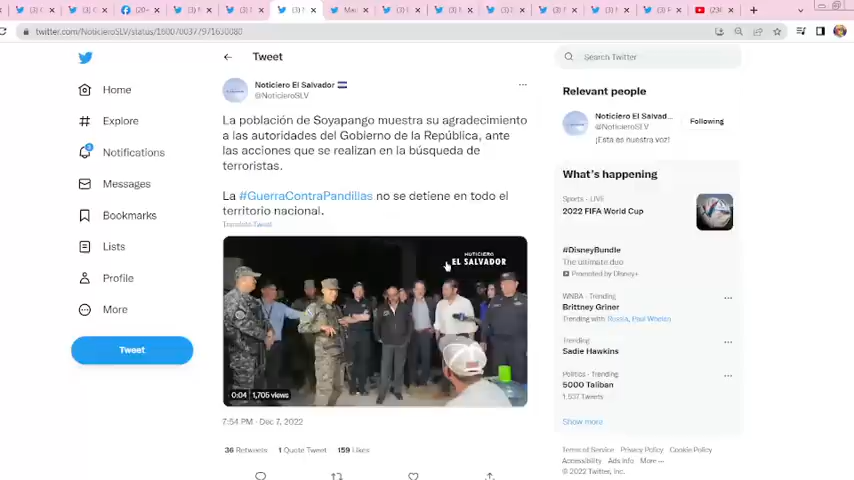 twitter.com/NoticieroSLV/status/1600700377971630080
Tweet
Search Twitter
Home
Explore
Notifications
Messages
Bookmarks
Lists
Profile
More
Tweet
Noticiero El Salvador
@NoticieroSLV
La población de Soyapango muestra su agradecimiento
a las autoridades del Gobierno de la República, ante
las acciones que se realizan en la búsqueda de
terroristas.
La #GuerraContraPandillas no se detiene en todo el
territorio nacional.
Translate Tweet
NOTICIERO
EL SALVADOR
0:04 1,705 views
7:54 PM · Dec 7, 2022
36 Retweets 1 Quote Tweet 159 Likes
Relevant people
Noticiero El Salvad...
@NoticieroSLV
Following
¡Esta es nuestra voz!
What's happening
Sports · LIVE
2022 FIFA World Cup
#DisneyBundle
The ultimate duo
Promoted by Disney+
WNBA · Trending
Brittney Griner
Trending with Russia, Paul Whelan
Trending
Sadie Hawkins
Politics · Trending
5000 Taliban
1,537 Tweets
Show more
Terms of Service Privacy Policy Cookie Policy
Accessibility Ads info More ...
© 2022 Twitter, Inc.